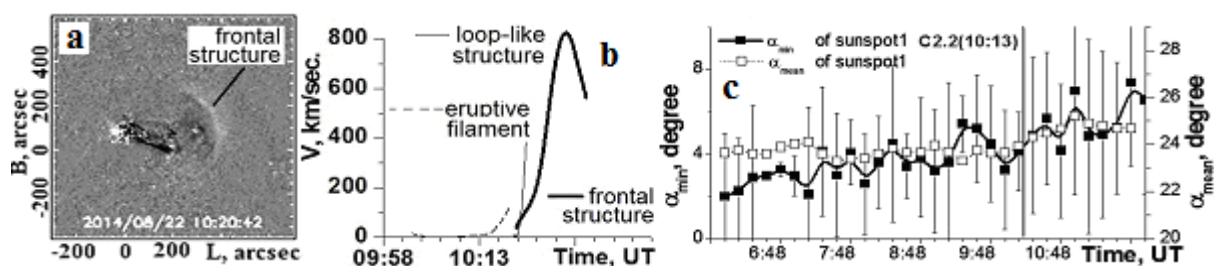 a
frontal
structure
400
200
0
-200
B, arcsec
2014/08/22 10:20:42
-200 0 200
L, arcsec
b
loop-like
structure
eruptive
filament
frontal
structure
800
600
400
200
0
V, km/sec.
09:58 10:13
Time, UT
c
αmin of sunspot1 C2.2(10:13)
αmean of sunspot1
8
4
0
αmin, degree
28
26
24
22
20
αmean, degree
6:48 7:48 8:48 9:48 10:48
Time, UT